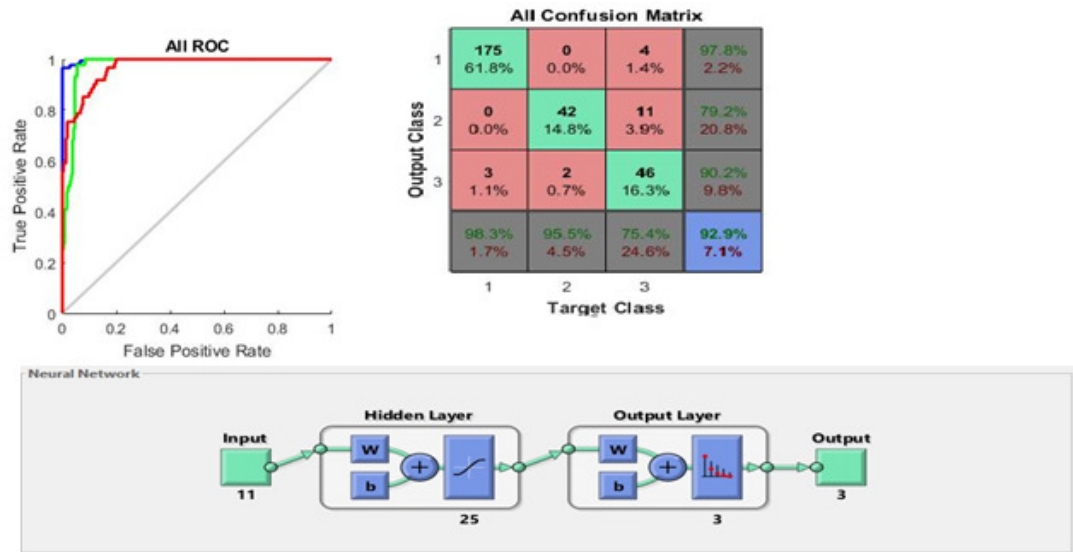 All ROC
1
0.8
0.6
0.4
0.2
0
0 0.2 0.4 0.6 0.8 1
True Positive Rate
False Positive Rate
All Confusion Matrix
1 175 0 4 97.8%
61.8% 0.0% 1.4% 2.2%
2 0 42 11 79.2%
0.0% 14.8% 3.9% 20.8%
3 3 2 46 90.2%
1.1% 0.7% 16.3% 9.8%
98.3% 95.5% 75.4% 92.9%
1.7% 4.5% 24.6% 7.1%
1 2 3
Output Class
Target Class
Neural Network
Hidden Layer Output Layer
Input Output
W W
b b
+ +
11 3
25 3